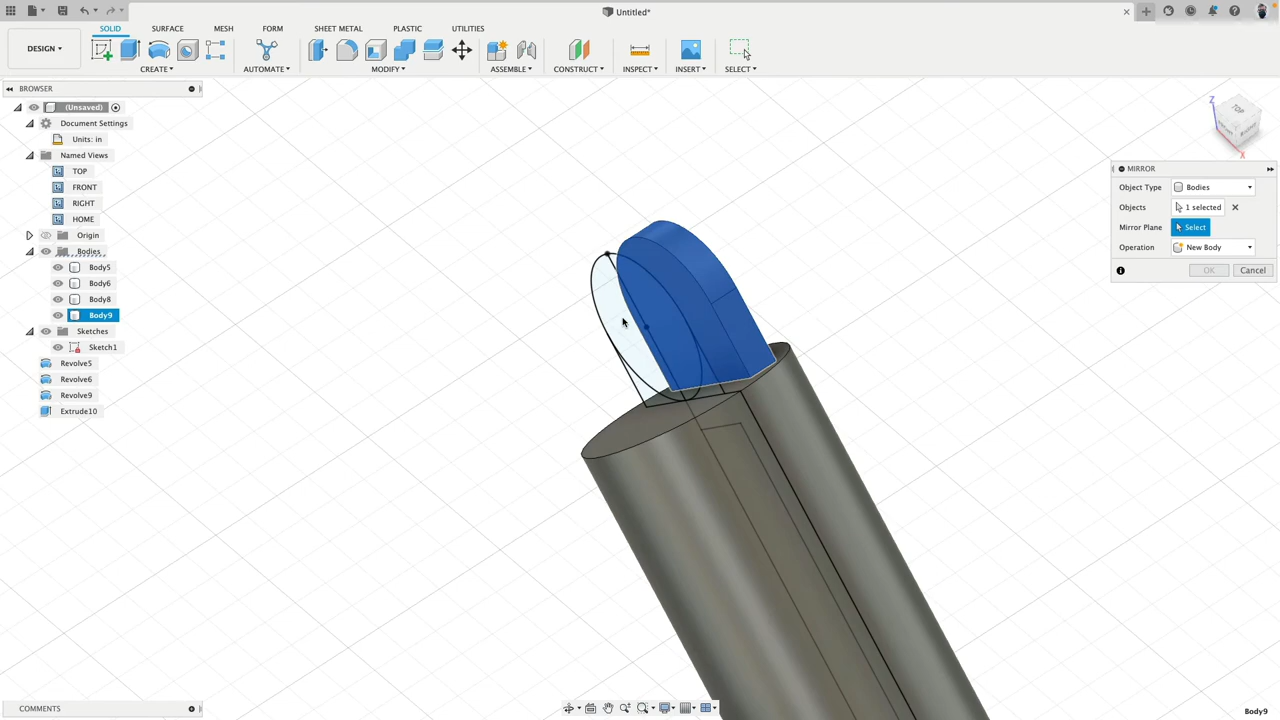 Untitled*
SOLID SURFACE MESH FORM SHEET METAL PLASTIC UTILITIES
DESIGN
CREATE AUTOMATE MODIFY ASSEMBLE CONSTRUCT INSPECT INSERT SELECT
BROWSER
(Unsaved)
Document Settings
Units: in
Named Views
TOP
FRONT
RIGHT
HOME
Origin
Bodies
Body5
Body6
Body8
Body9
Sketches
Sketch1
Revolve5
Revolve6
Revolve9
Extrude10
Z
TOP
X
MIRROR
Object Type Bodies
Objects 1 selected
Mirror Plane Select
Operation New Body
OK Cancel
COMMENTS
Body9